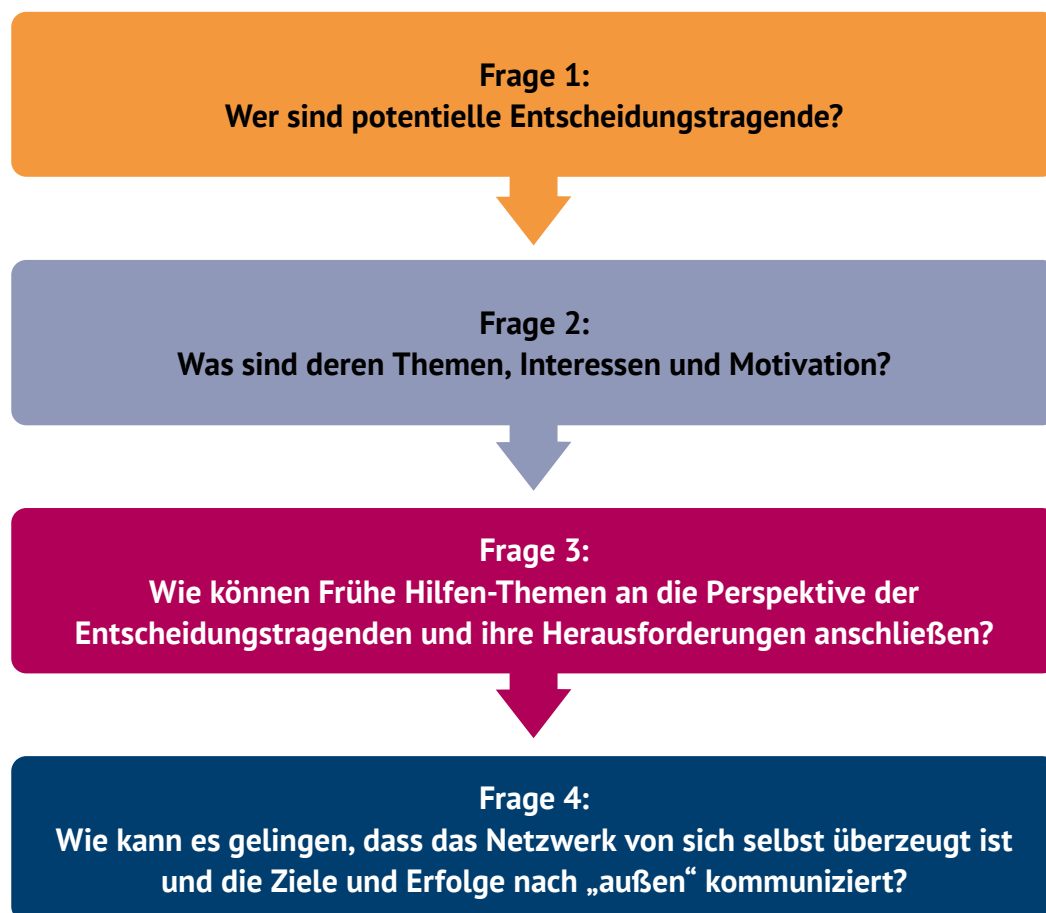 Frage 1:
Wer sind potentielle Entscheidungstragende?
Frage 2:
Was sind deren Themen, Interessen und Motivation?
Frage 3:
Wie können Frühe Hilfen-Themen an die Perspektive der
Entscheidungstragenden und ihre Herausforderungen anschließen?
Frage 4:
Wie kann es gelingen, dass das Netzwerk von sich selbst überzeugt ist
und die Ziele und Erfolge nach „außen“ kommuniziert?